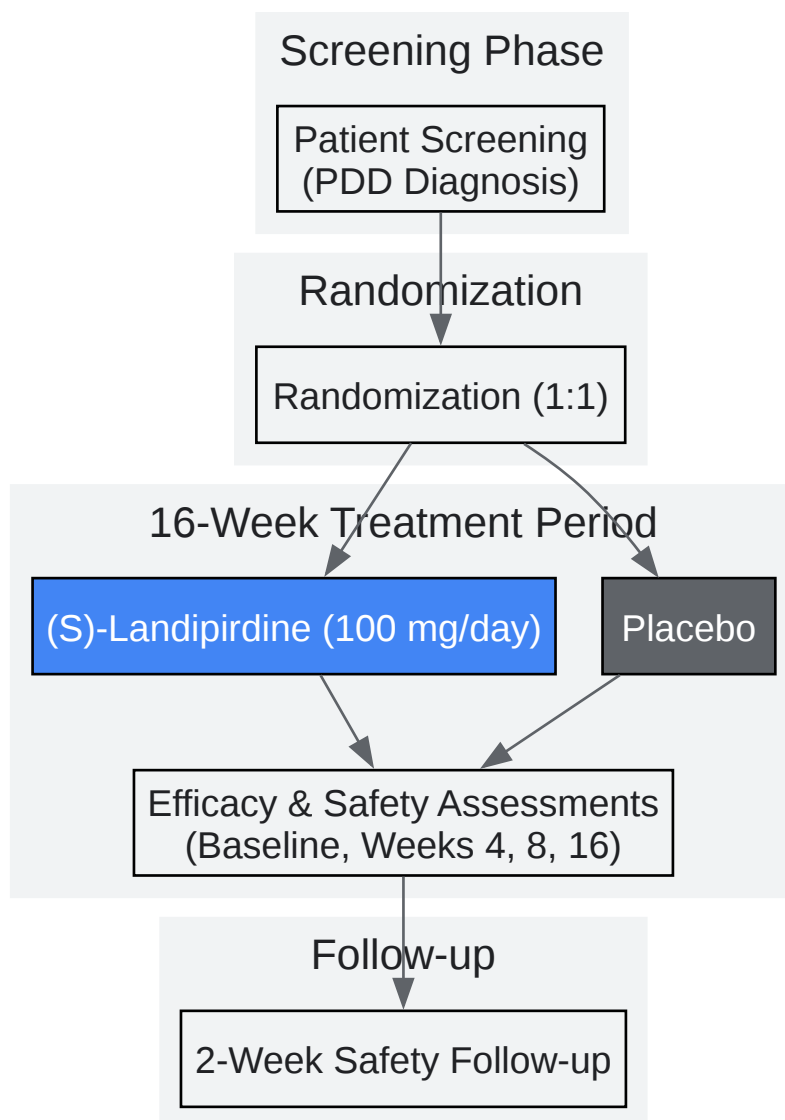 Screening Phase
Patient Screening
(PDD Diagnosis)
Randomization
Randomization (1:1)
16-Week Treatment Period
(S)-Landipirdine (100 mg/day)
Placebo
Efficacy & Safety Assessments
(Baseline, Weeks 4, 8, 16)
Follow-up
2-Week Safety Follow-up